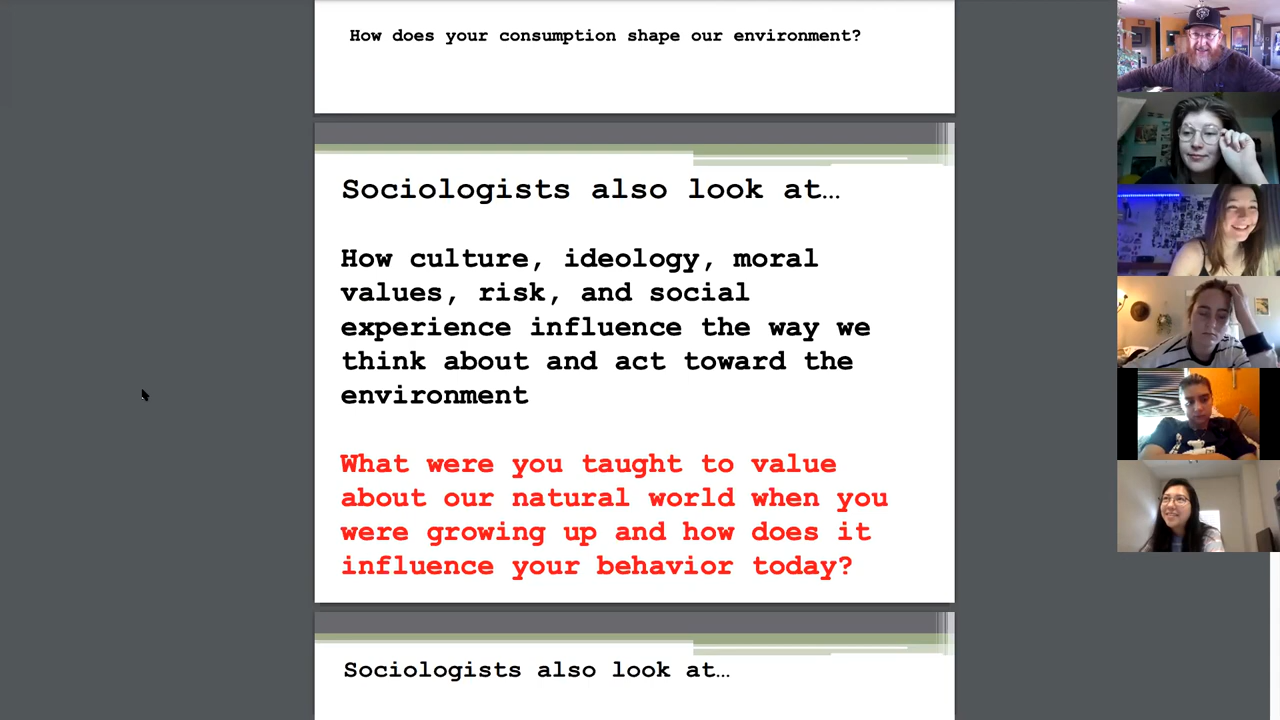 How does your consumption shape our environment?
Sociologists also look at…
How culture, ideology, moral
values, risk, and social
experience influence the way we
think about and act toward the
environment
What were you taught to value
about our natural world when you
were growing up and how does it
influence your behavior today?
Sociologists also look at…